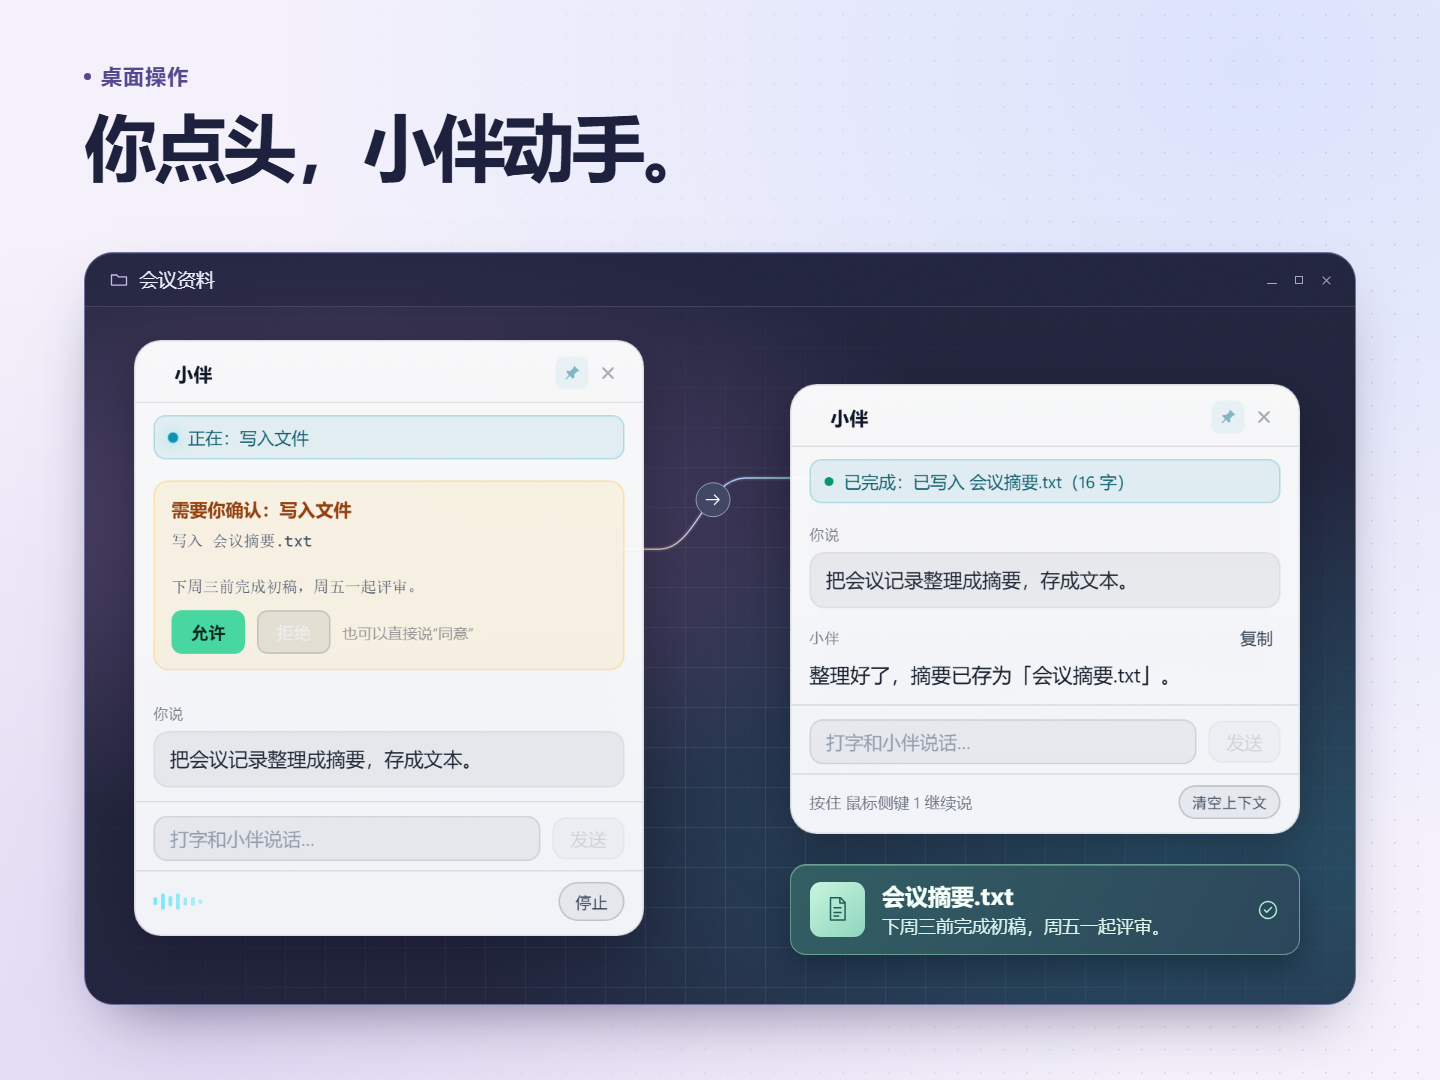 桌面操作
你点头，小伴动手。
会议资料
小伴
正在：写入文件
需要你确认：写入文件
写入 会议摘要.txt
下周三前完成初稿，周五一起评审。
允许
拒绝
也可以直接说“同意”
你说
把会议记录整理成摘要，存成文本。
打字和小伴说话...
发送
停止
小伴
已完成：已写入 会议摘要.txt（16 字）
你说
把会议记录整理成摘要，存成文本。
小伴
复制
整理好了，摘要已存为「会议摘要.txt」。
打字和小伴说话...
发送
按住 鼠标侧键 1 继续说
清空上下文
会议摘要.txt
下周三前完成初稿，周五一起评审。